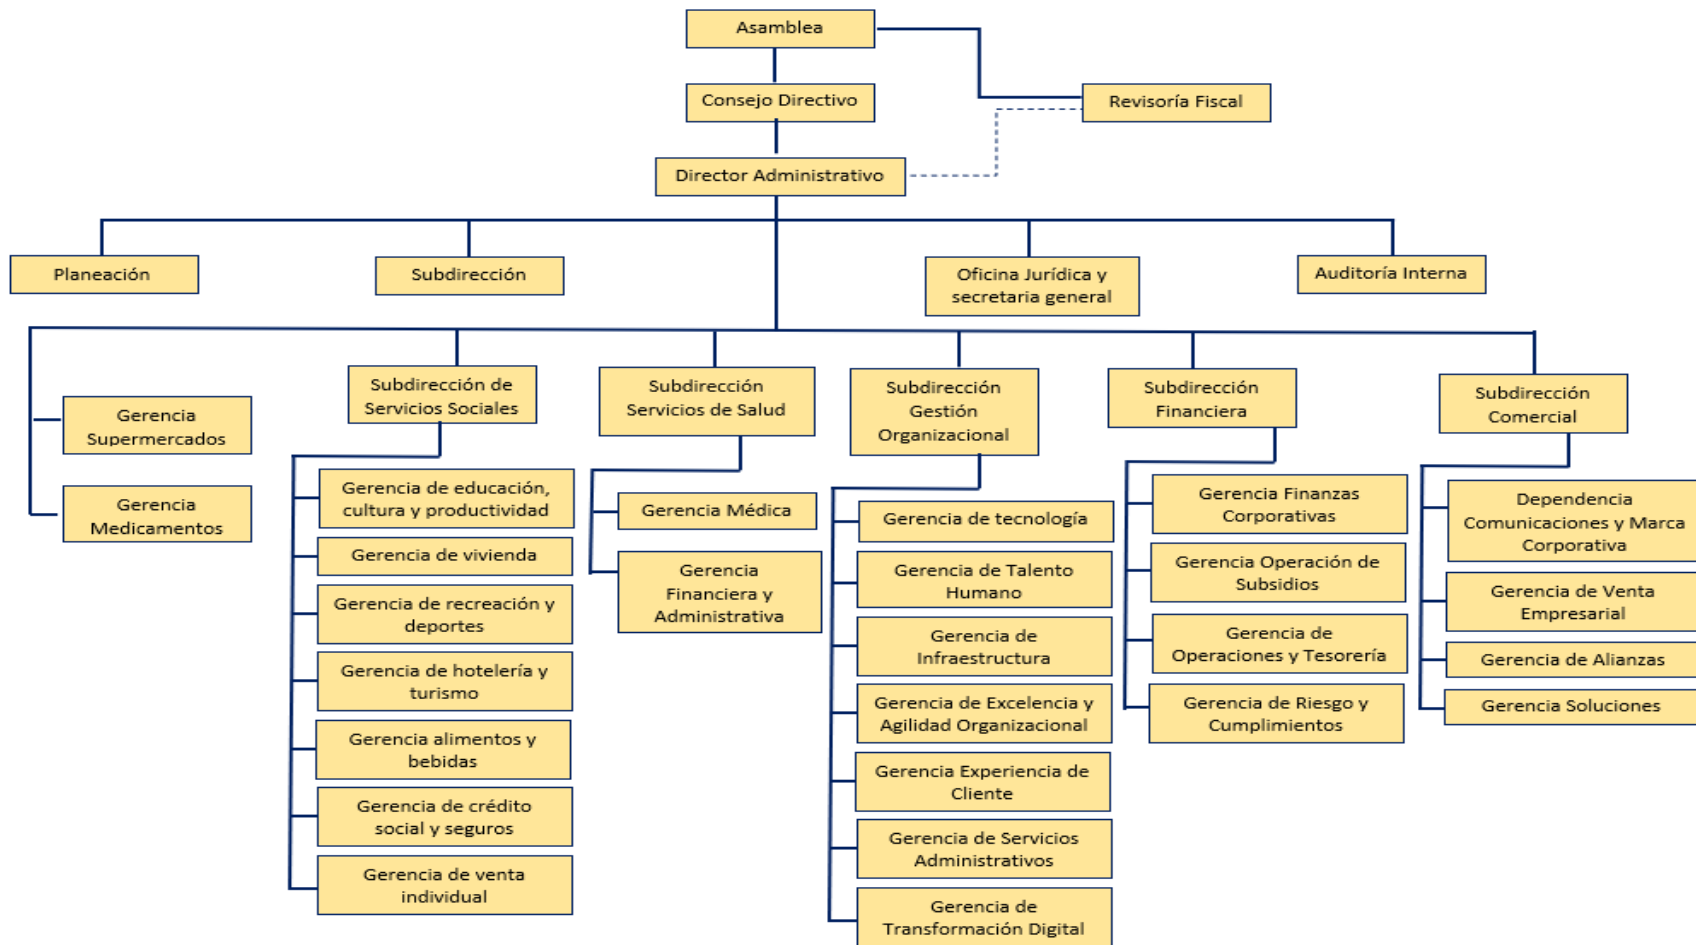 Asamblea
Consejo Directivo
Revisoría Fiscal
Director Administrativo
Planeación
Subdirección
Oficina Jurídica y
secretaria general
Auditoría Interna
Gerencia
Supermercados
Gerencia
Medicamentos
Subdirección de
Servicios Sociales
Gerencia de educación,
cultura y productividad
Gerencia de vivienda
Gerencia de recreación y
deportes
Gerencia de hotelería y
turismo
Gerencia alimentos y
bebidas
Gerencia de crédito
social y seguros
Gerencia de venta
individual
Subdirección
Servicios de Salud
Gerencia Médica
Gerencia
Financiera y
Administrativa
Subdirección
Gestión
Organizacional
Gerencia de tecnología
Gerencia de Talento
Humano
Gerencia de
Infraestructura
Gerencia de Excelencia y
Agilidad Organizacional
Gerencia Experiencia de
Cliente
Gerencia de Servicios
Administrativos
Gerencia de
Transformación Digital
Subdirección
Financiera
Gerencia Finanzas
Corporativas
Gerencia Operación de
Subsidios
Gerencia de
Operaciones y Tesorería
Gerencia de Riesgo y
Cumplimientos
Subdirección
Comercial
Dependencia
Comunicaciones y Marca
Corporativa
Gerencia de Venta
Empresarial
Gerencia de Alianzas
Gerencia Soluciones